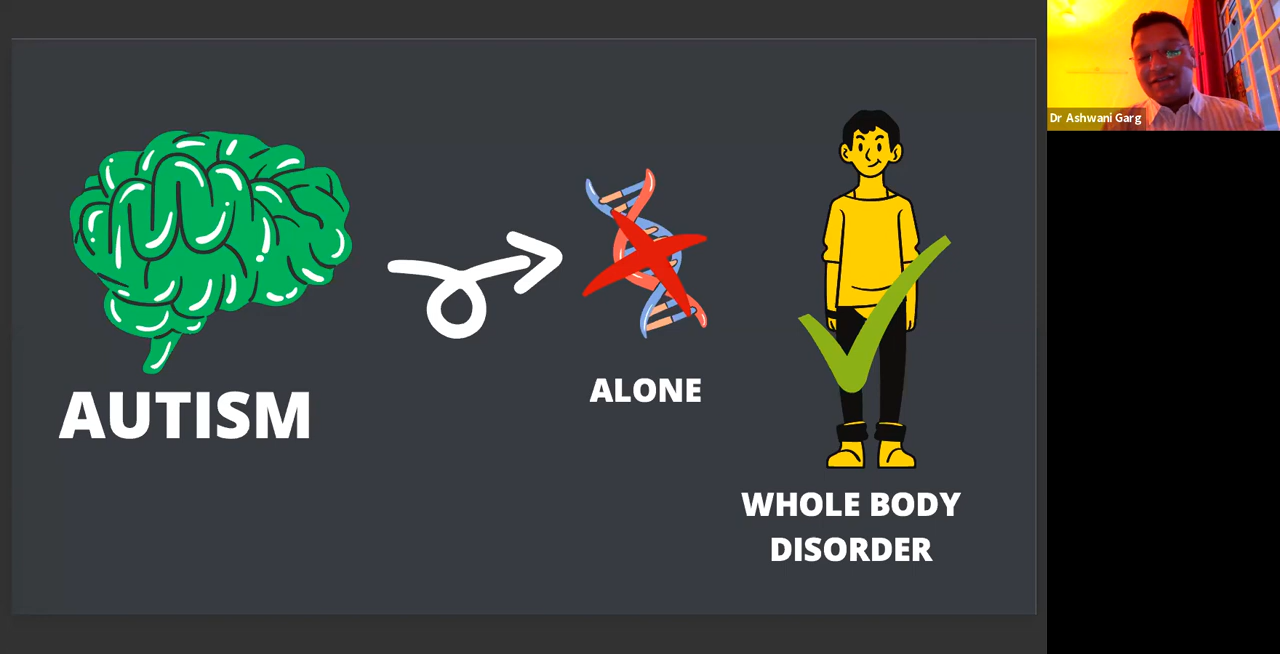 Dr Ashwani Garg
AUTISM
ALONE
WHOLE BODY
DISORDER